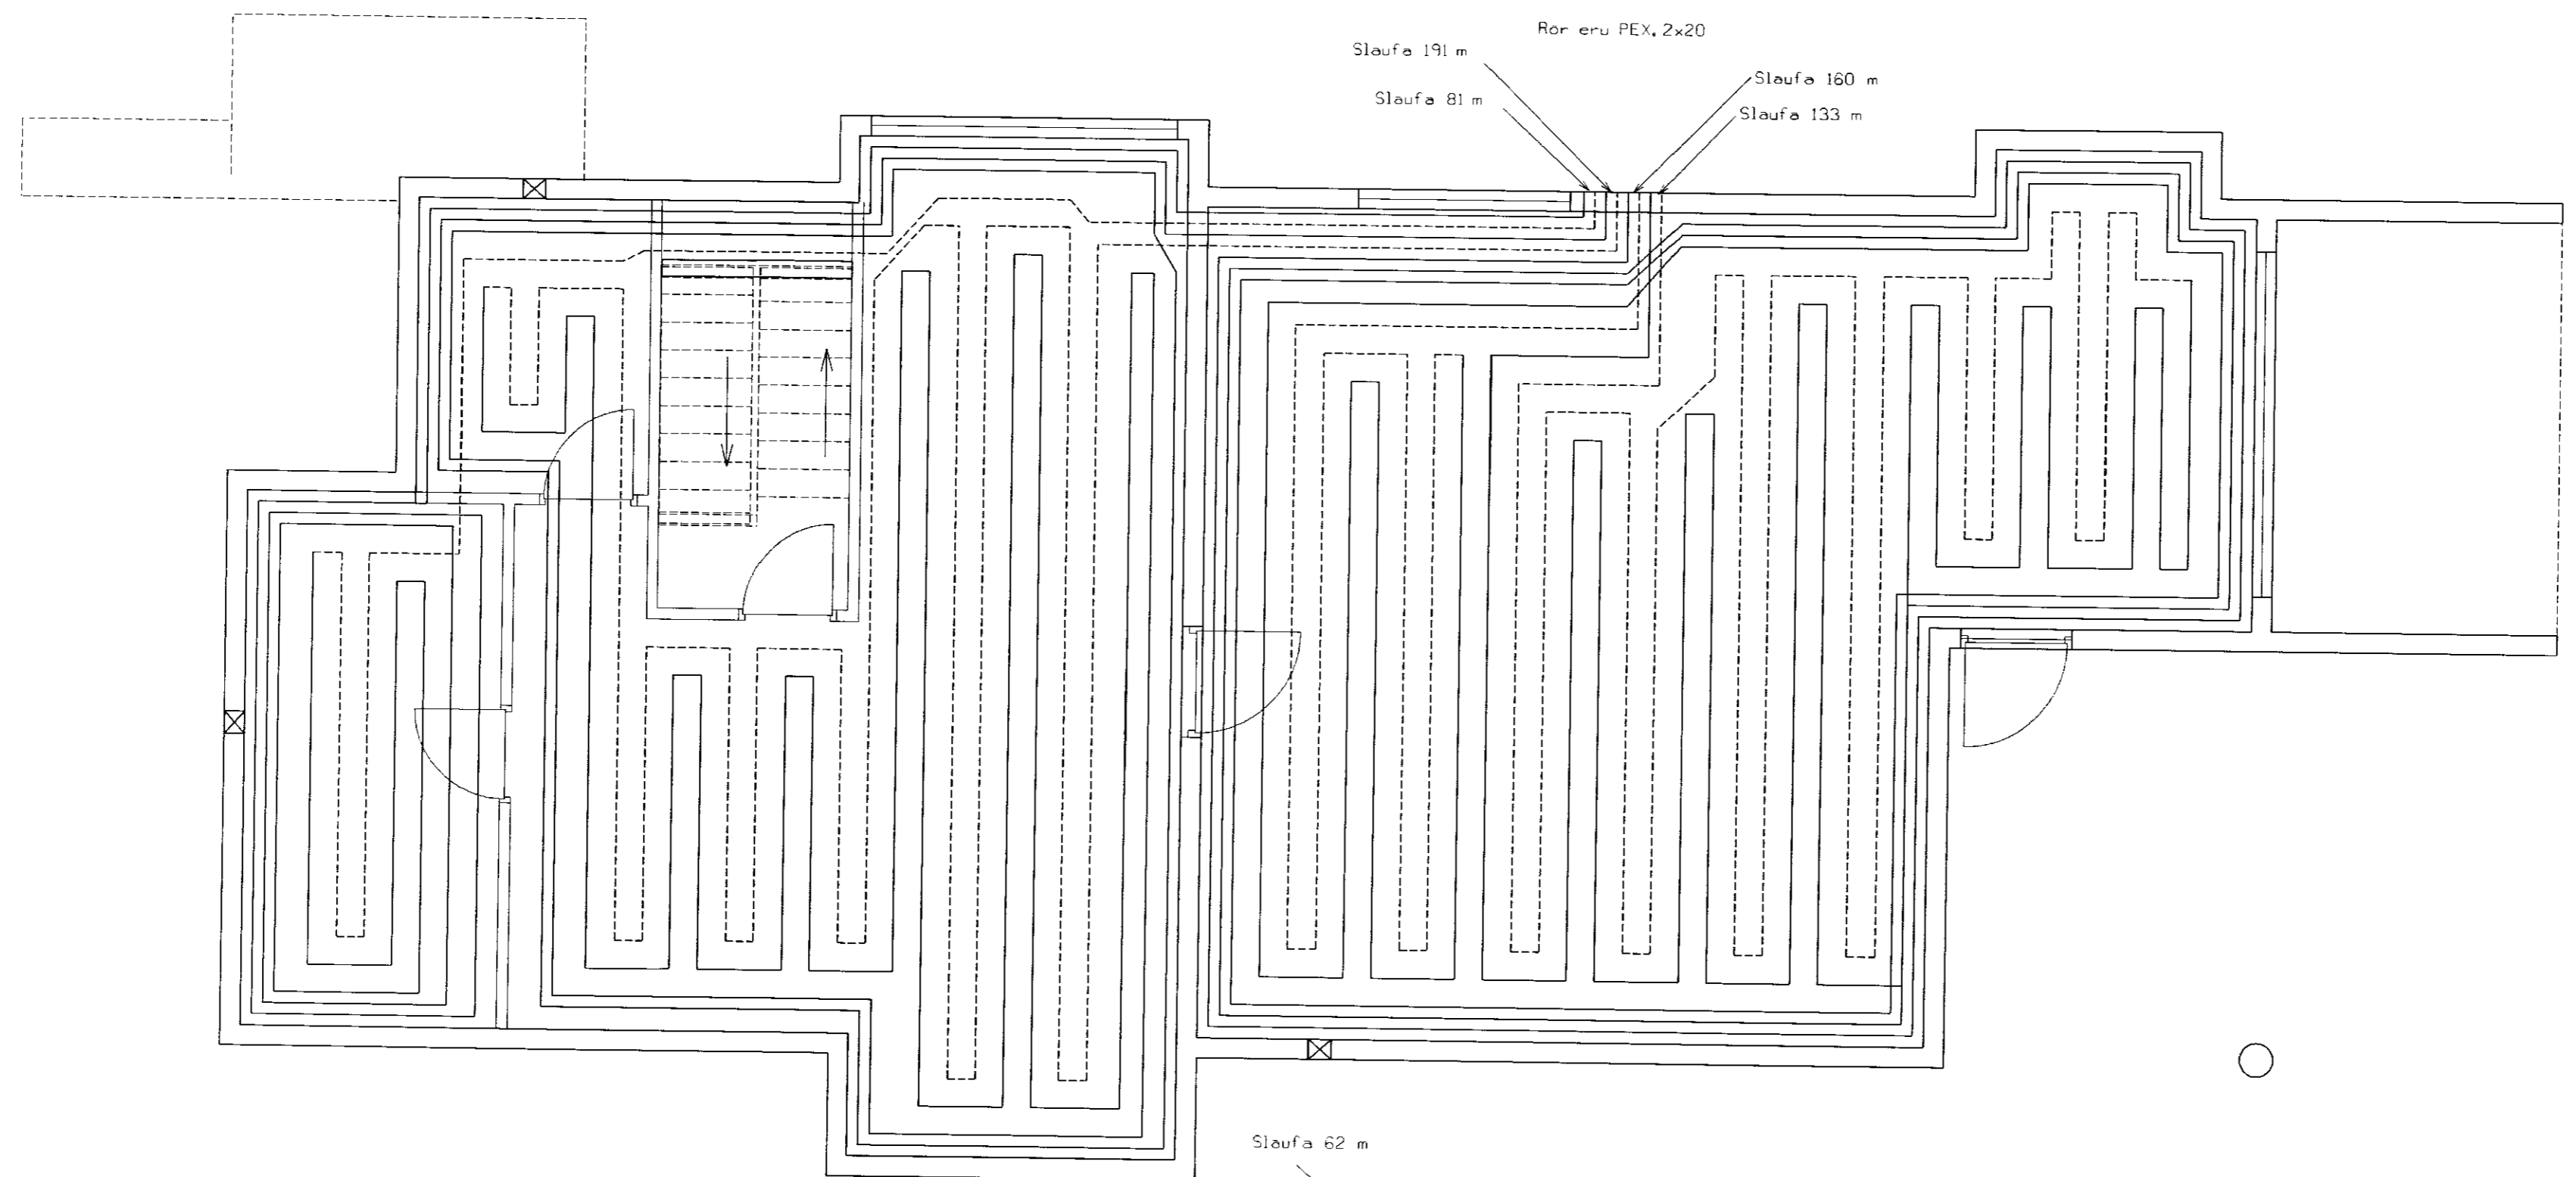 Rör eru PEX, 2x20
Slaufa 191 m
Slaufa 160 m
Slaufa 81 m
Slaufa 133 m
Slaufa 62 m